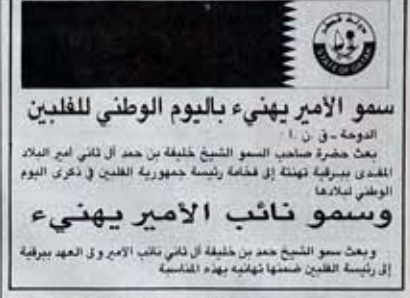 دولة قطر
STATE OF QATAR
سمو الأمير يهنيء باليوم الوطني للفلبين
الدوحة - ق . ن . ا :
بعث حضرة صاحب السمو الشيخ خليفة بن حمد آل ثاني أمير البلاد
المفدى ببرقية تهنئة إلى فخامة رئيسة جمهورية الفلبين في ذكرى اليوم
الوطني لبلادها
وسمو نائب الأمير يهنيء
وبعث سمو الشيخ حمد بن خليفة آل ثاني نائب الأمير ولي العهد ببرقية
إلى رئيسة الفلبين ضمنها تهانيه بهذه المناسبة